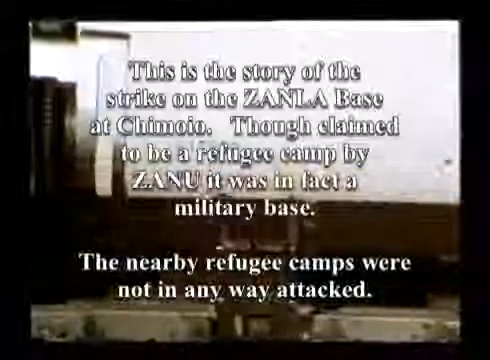 This is the story of the
strike on the ZANLA Base
at Chimoio. Though claimed
to be a refugee camp by
ZANU it was in fact a
military base.
The nearby refugee camps were
not in any way attacked.